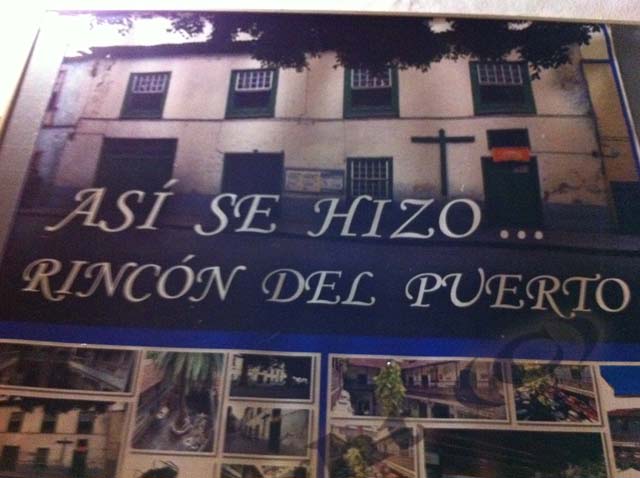 ASÍ SE HIZO...
RINCÓN DEL PUERTO